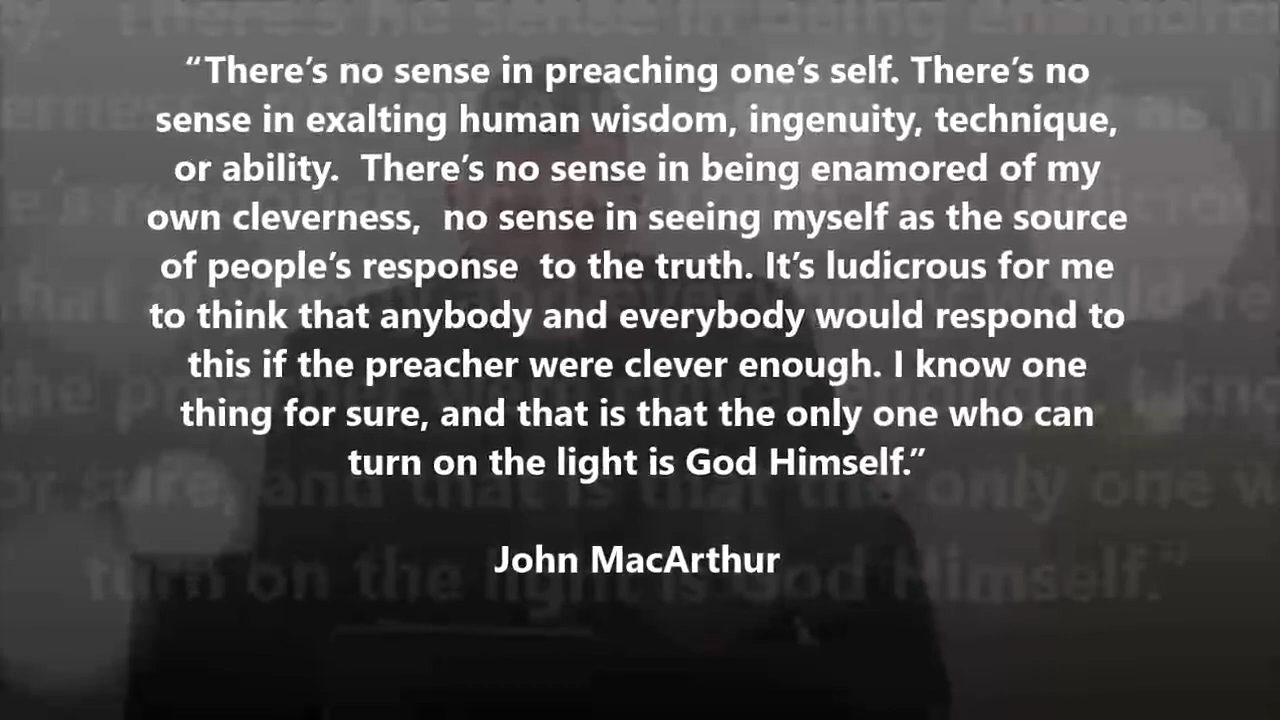 “There’s no sense in preaching one’s self. There’s no
sense in exalting human wisdom, ingenuity, technique,
or ability.  There’s no sense in being enamored of my
own cleverness,  no sense in seeing myself as the source
of people’s response  to the truth. It’s ludicrous for me
to think that anybody and everybody would respond to
this if the preacher were clever enough. I know one
thing for sure, and that is that the only one who can
turn on the light is God Himself.”
John MacArthur